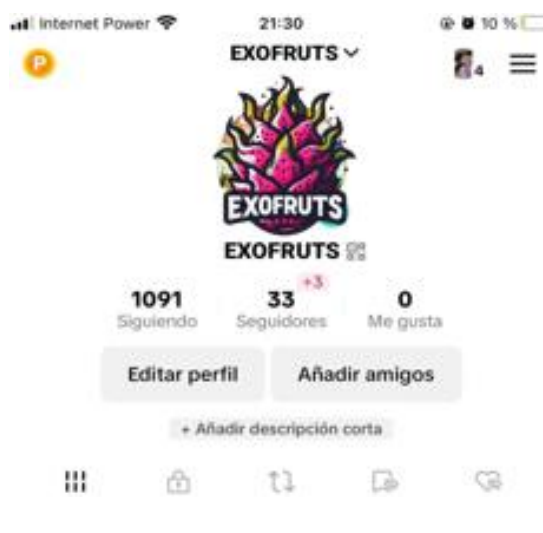 Internet Power 21:30 10 %
P
EXOFRUTS
4
EXOFRUTS
EXOFRUTS
+3
1091 33 0
Siguiendo Seguidores Me gusta
Editar perfil Añadir amigos
+ Añadir descripción corta